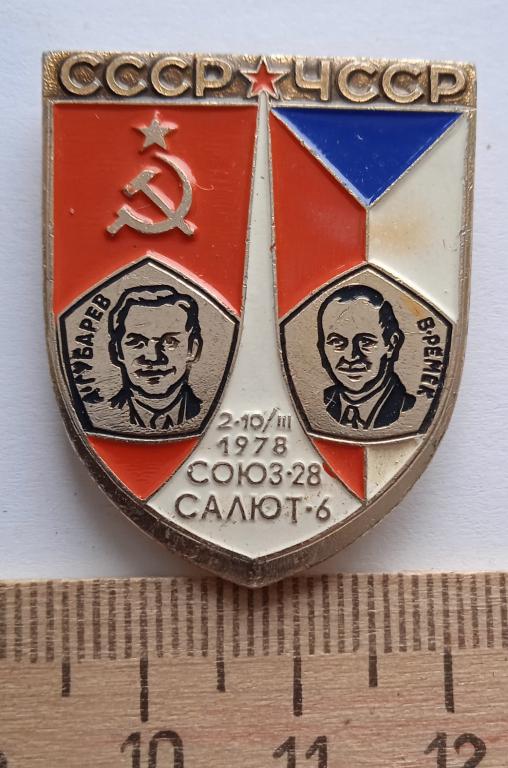 СССР★ЧССР
А.ГУБАРЕВ
В.РЕМЕК
2-10/III
1978
СОЮЗ-28
САЛЮТ-6
10 11 12